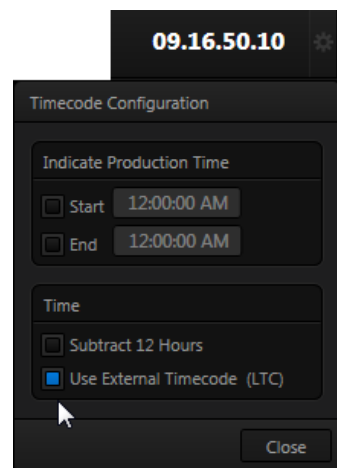 09.16.50.10
Timecode Configuration
Indicate Production Time
Start 12:00:00 AM
End 12:00:00 AM
Time
Subtract 12 Hours
Use External Timecode (LTC)
Close